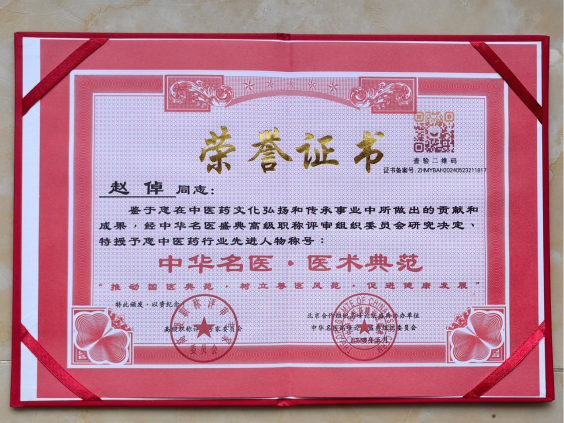 荣誉证书
查验二维码
证书备案号: ZHMYBAH20240523211817
赵倬 同志:
鉴于您在中医药文化弘扬和传承事业中所做出的贡献和
成果,经中华名医盛典高级职称评审组织委员会研究决定、
特授予您中医药行业先进人物称号:
中华名医·医术典范
“推动国医典范·树立尊医风范·促进健康发展”
特此颁发·以资纪念